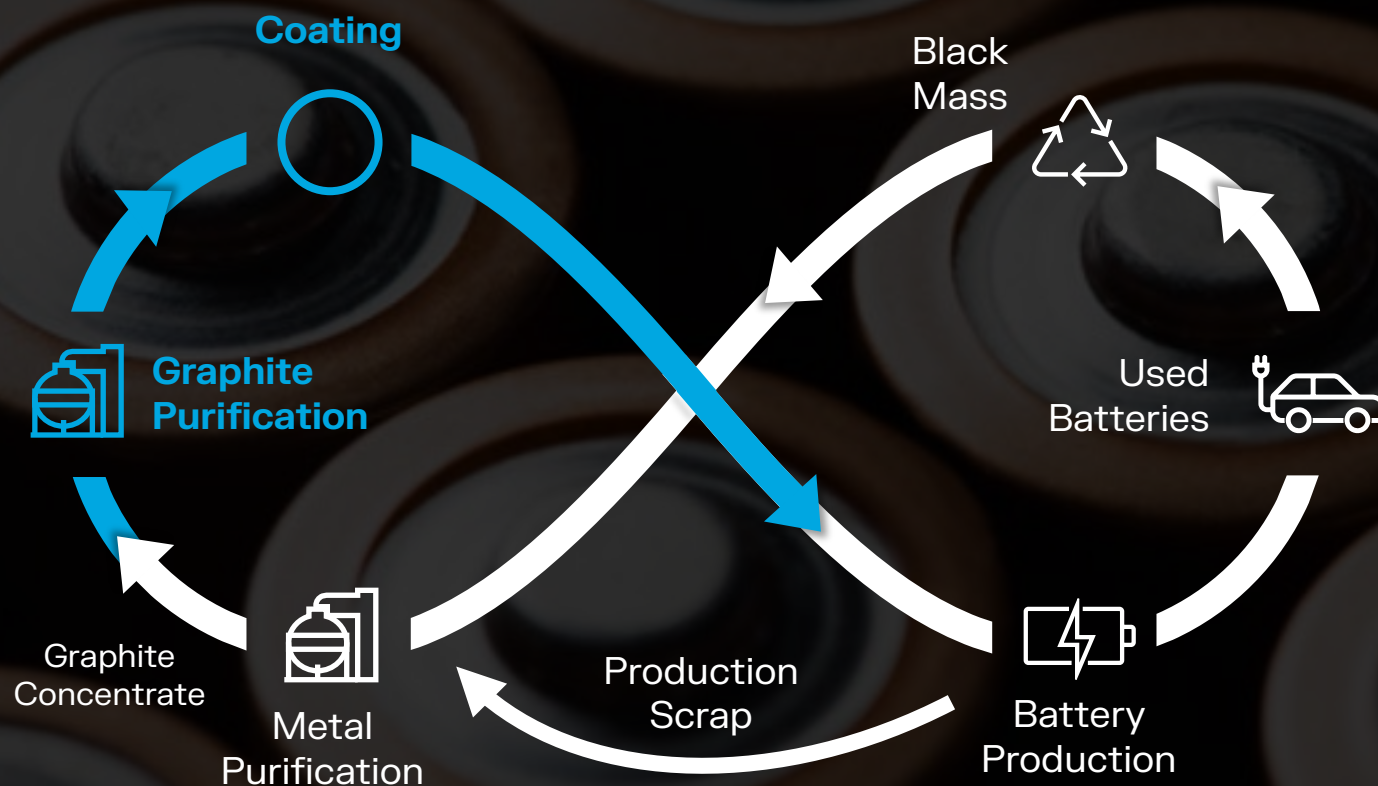 Coating
Black
Mass
Graphite
Purification
Used
Batteries
Graphite
Concentrate
Production
Scrap
Metal
Purification
Battery
Production